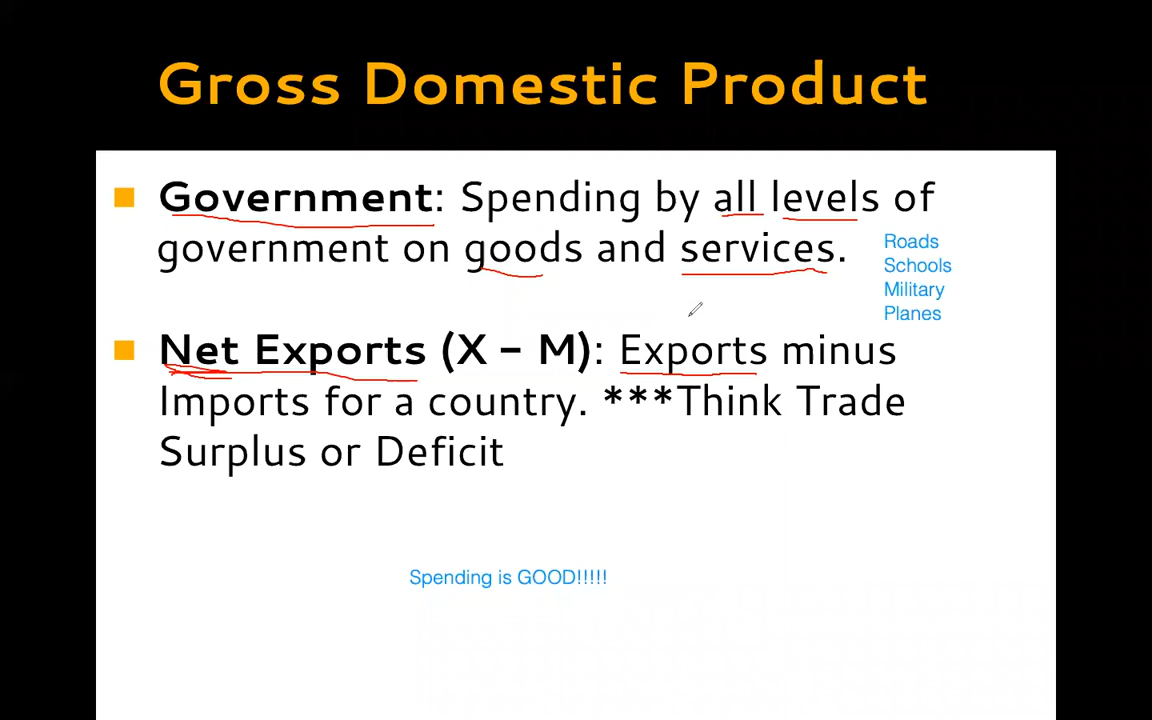 Gross Domestic Product
Government: Spending by all levels of
government on goods and services.
Roads
Schools
Military
Planes
Net Exports (X - M): Exports minus
Imports for a country. ***Think Trade
Surplus or Deficit
Spending is GOOD!!!!!